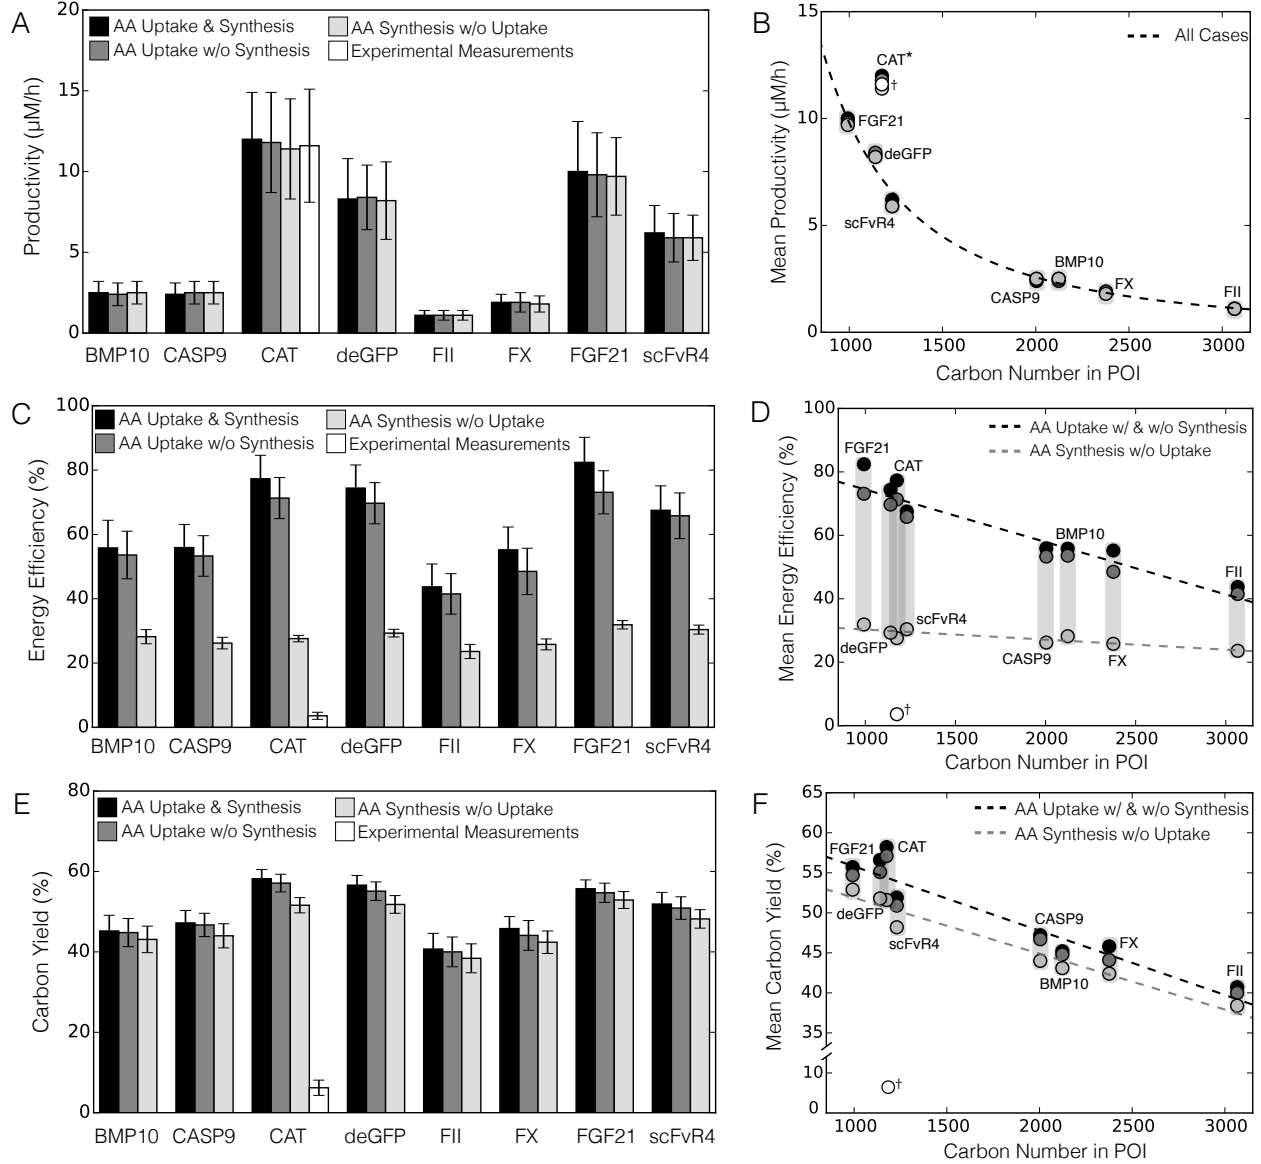 A
Productivity (µM/h)
20
15
10
5
0
AA Uptake & Synthesis
AA Uptake w/o Synthesis
AA Synthesis w/o Uptake
Experimental Measurements
BMP10 CASP9 CAT deGFP FII FX FGF21 scFvR4
B
Mean Productivity (µM/h)
15
10
5
0
All Cases
CAT*
†
FGF21
deGFP
scFvR4
BMP10
CASP9
FX
FII
1000 1500 2000 2500 3000
Carbon Number in POI
C
Energy Efficiency (%)
100
80
60
40
20
0
AA Uptake & Synthesis
AA Uptake w/o Synthesis
AA Synthesis w/o Uptake
Experimental Measurements
BMP10 CASP9 CAT deGFP FII FX FGF21 scFvR4
D
Mean Energy Efficiency (%)
100
80
60
40
20
0
AA Uptake w/ & w/o Synthesis
AA Synthesis w/o Uptake
FGF21
CAT
BMP10
FII
scFvR4
deGFP
CASP9
FX
†
1000 1500 2000 2500 3000
Carbon Number in POI
E
Carbon Yield (%)
80
60
40
20
0
AA Uptake & Synthesis
AA Uptake w/o Synthesis
AA Synthesis w/o Uptake
Experimental Measurements
BMP10 CASP9 CAT deGFP FII FX FGF21 scFvR4
F
Mean Carbon Yield (%)
65
60
55
50
45
40
35
10
0
AA Uptake w/ & w/o Synthesis
AA Synthesis w/o Uptake
FGF21
CAT
deGFP
scFvR4
CASP9
BMP10
FX
FII
†
1000 1500 2000 2500 3000
Carbon Number in POI